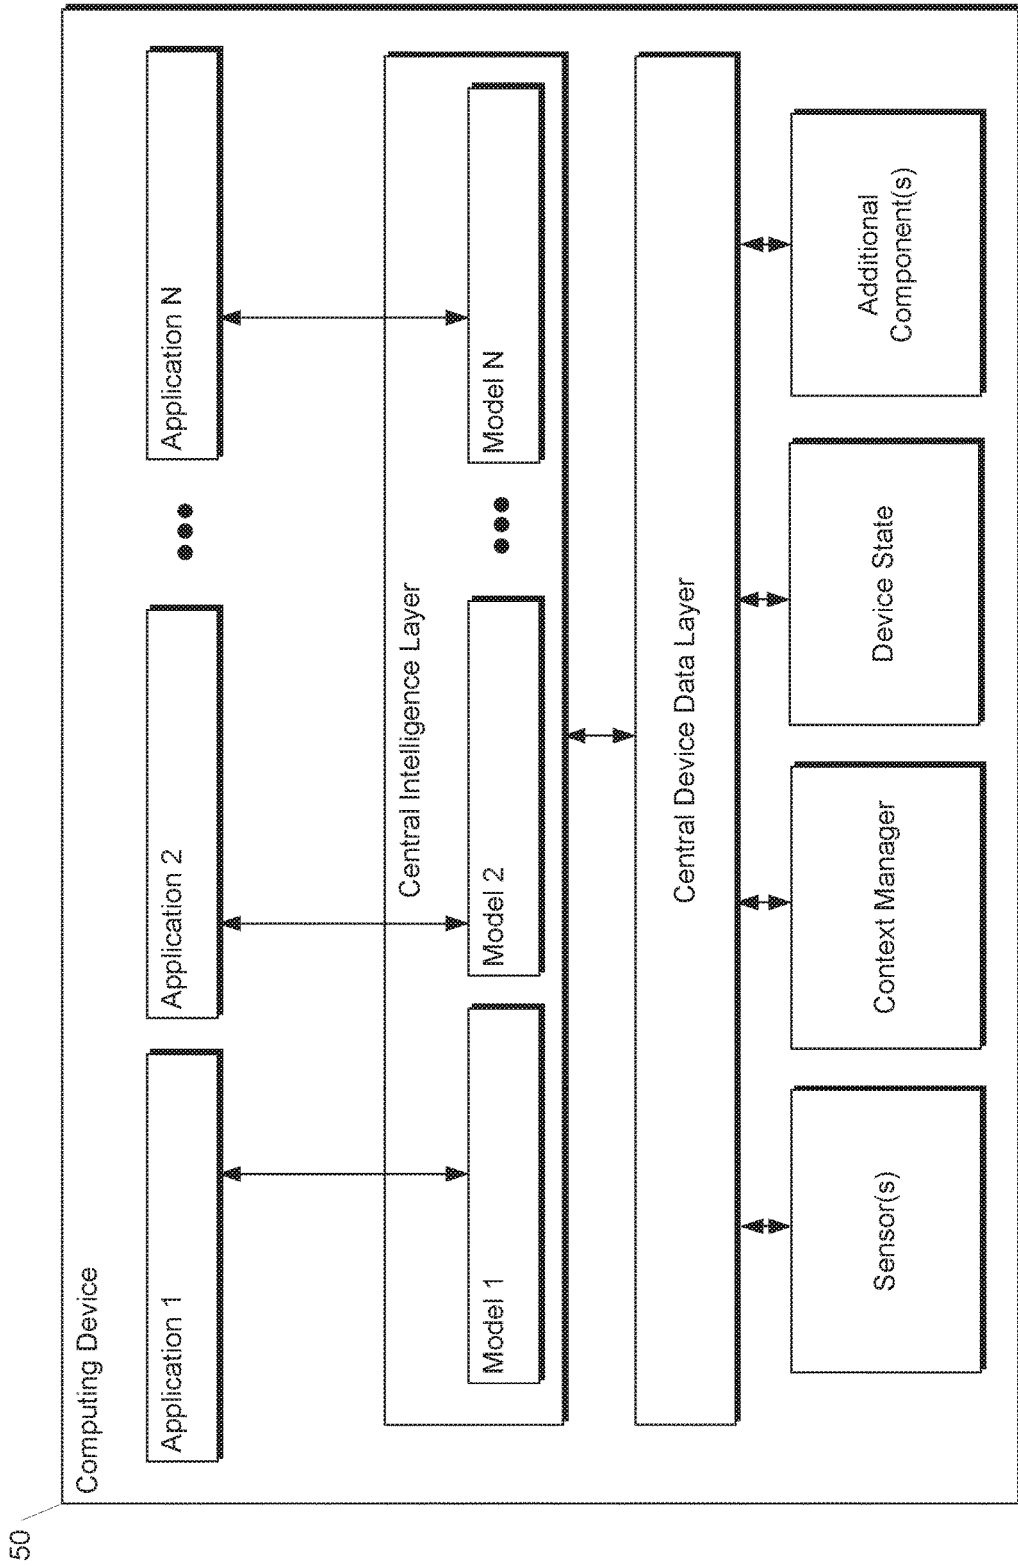 50
Computing Device
Application 1
Application 2
Application N
Central Intelligence Layer
Model 1
Model 2
Model N
Central Device Data Layer
Sensor(s)
Context Manager
Device State
Additional
Component(s)